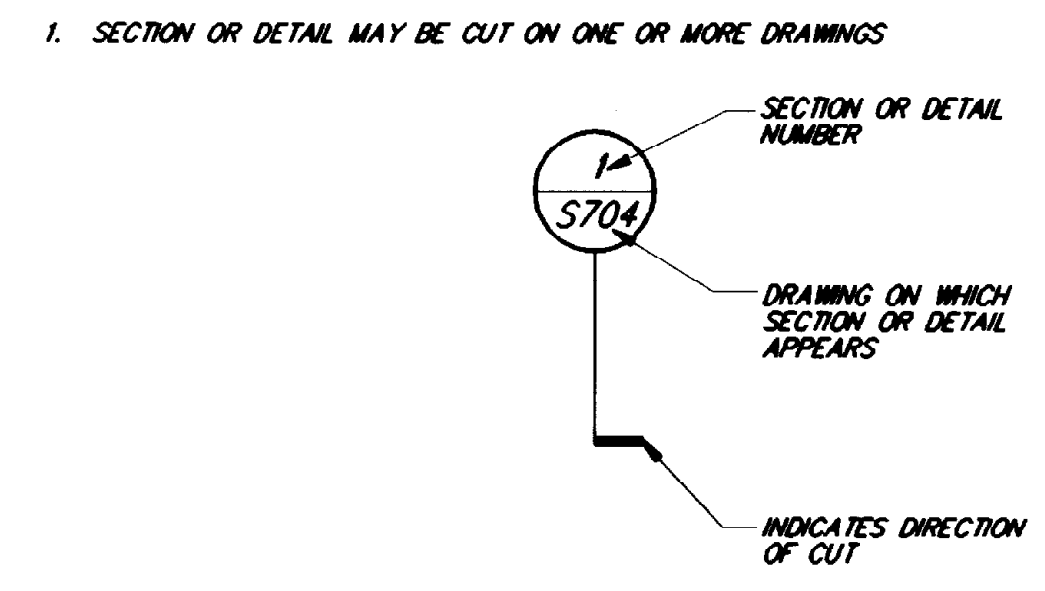 1. SECTION OR DETAIL MAY BE CUT ON ONE OR MORE DRAWINGS
SECTION OR DETAIL
NUMBER
1
S704
DRAWING ON WHICH
SECTION OR DETAIL
APPEARS
INDICATES DIRECTION
OF CUT